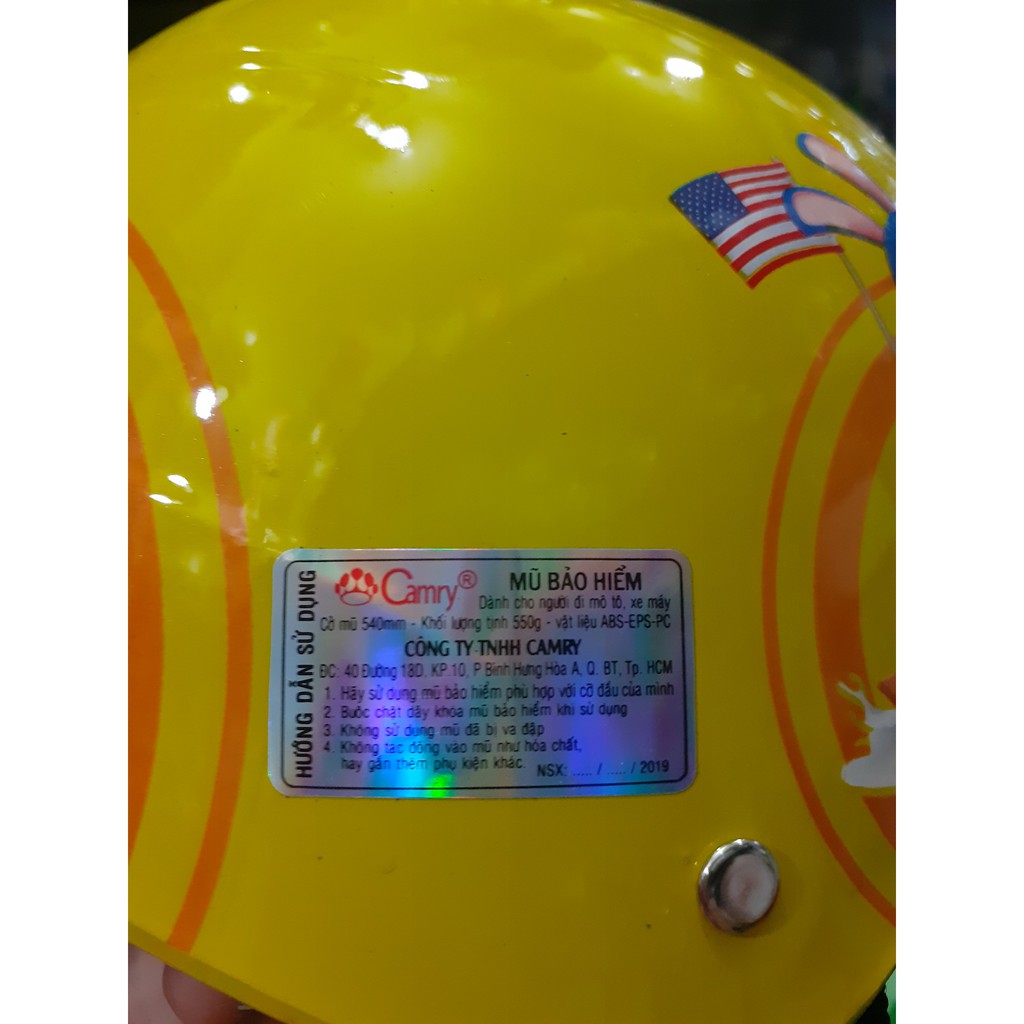 HƯỚNG DẪN SỬ DỤNG
Camry®
MŨ BẢO HIỂM
Dành cho người đi mô tô, xe máy
Cỡ mũ 540mm - Khối lượng tịnh 550g - vật liệu ABS-EPS-PC
CÔNG TY TNHH CAMRY
ĐC: 40 Đường 18D, KP.10, P Bình Hưng Hòa A, Q. BT, Tp. HCM
1. Hãy sử dụng mũ bảo hiểm phù hợp với cỡ đầu của mình
2. Buộc chặt dây khóa mũ bảo hiểm khi sử dụng
3. Không sử dụng mũ đã bị va đập
4. Không tác động vào mũ như hóa chất,
hay gắn thêm phụ kiện khác.
NSX: ..... / ..... / 2019